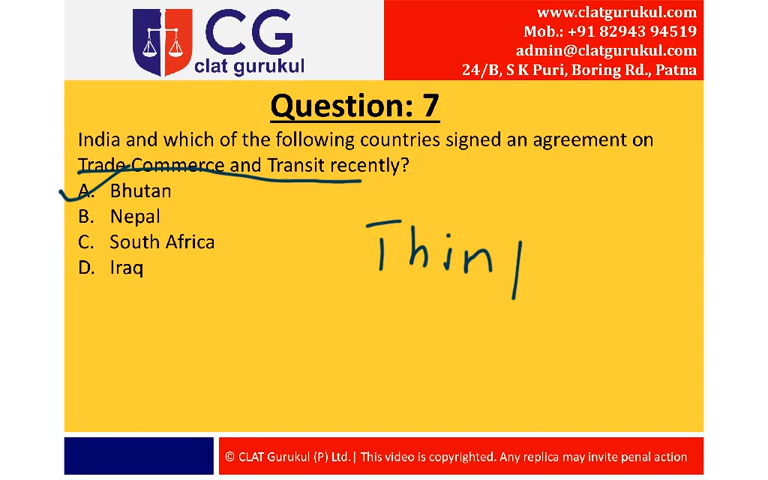 CG
clat gurukul
www.clatgurukul.com
Mob.: +91 82943 94519
admin@clatgurukul.com
24/B, S K Puri, Boring Rd., Patna
Question: 7
India and which of the following countries signed an agreement on
Trade Commerce and Transit recently?
A. Bhutan
B. Nepal
C. South Africa
D. Iraq
Thin
© CLAT Gurukul (P) Ltd.| This video is copyrighted. Any replica may invite penal action